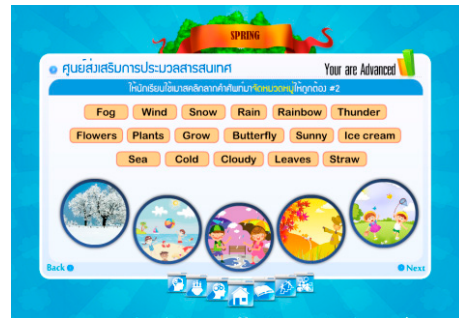 SPRING
ศูนย์ส่งเสริมการประมวลสารสนเทศ
Your are Advanced
ให้นักเรียนใช้เมาสคลิกลากคำศัพท์มาจัดหมวดหมู่ให้ถูกต้อง #2
Fog Wind Snow Rain Rainbow Thunder
Flowers Plants Grow Butterfly Sunny Ice cream
Sea Cold Cloudy Leaves Straw
Back
Next